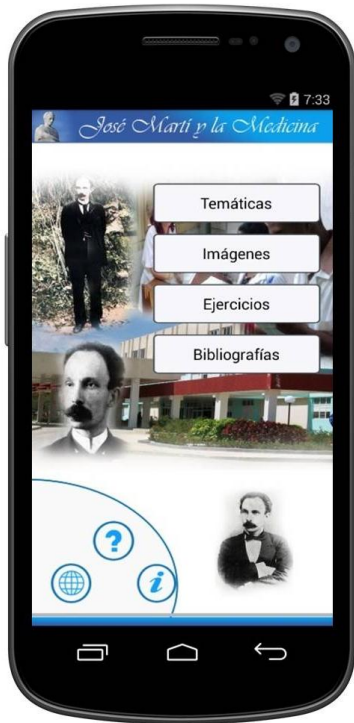 7:33
José Martí y la Medicina
Temáticas
Imágenes
Ejercicios
Bibliografías
?
i